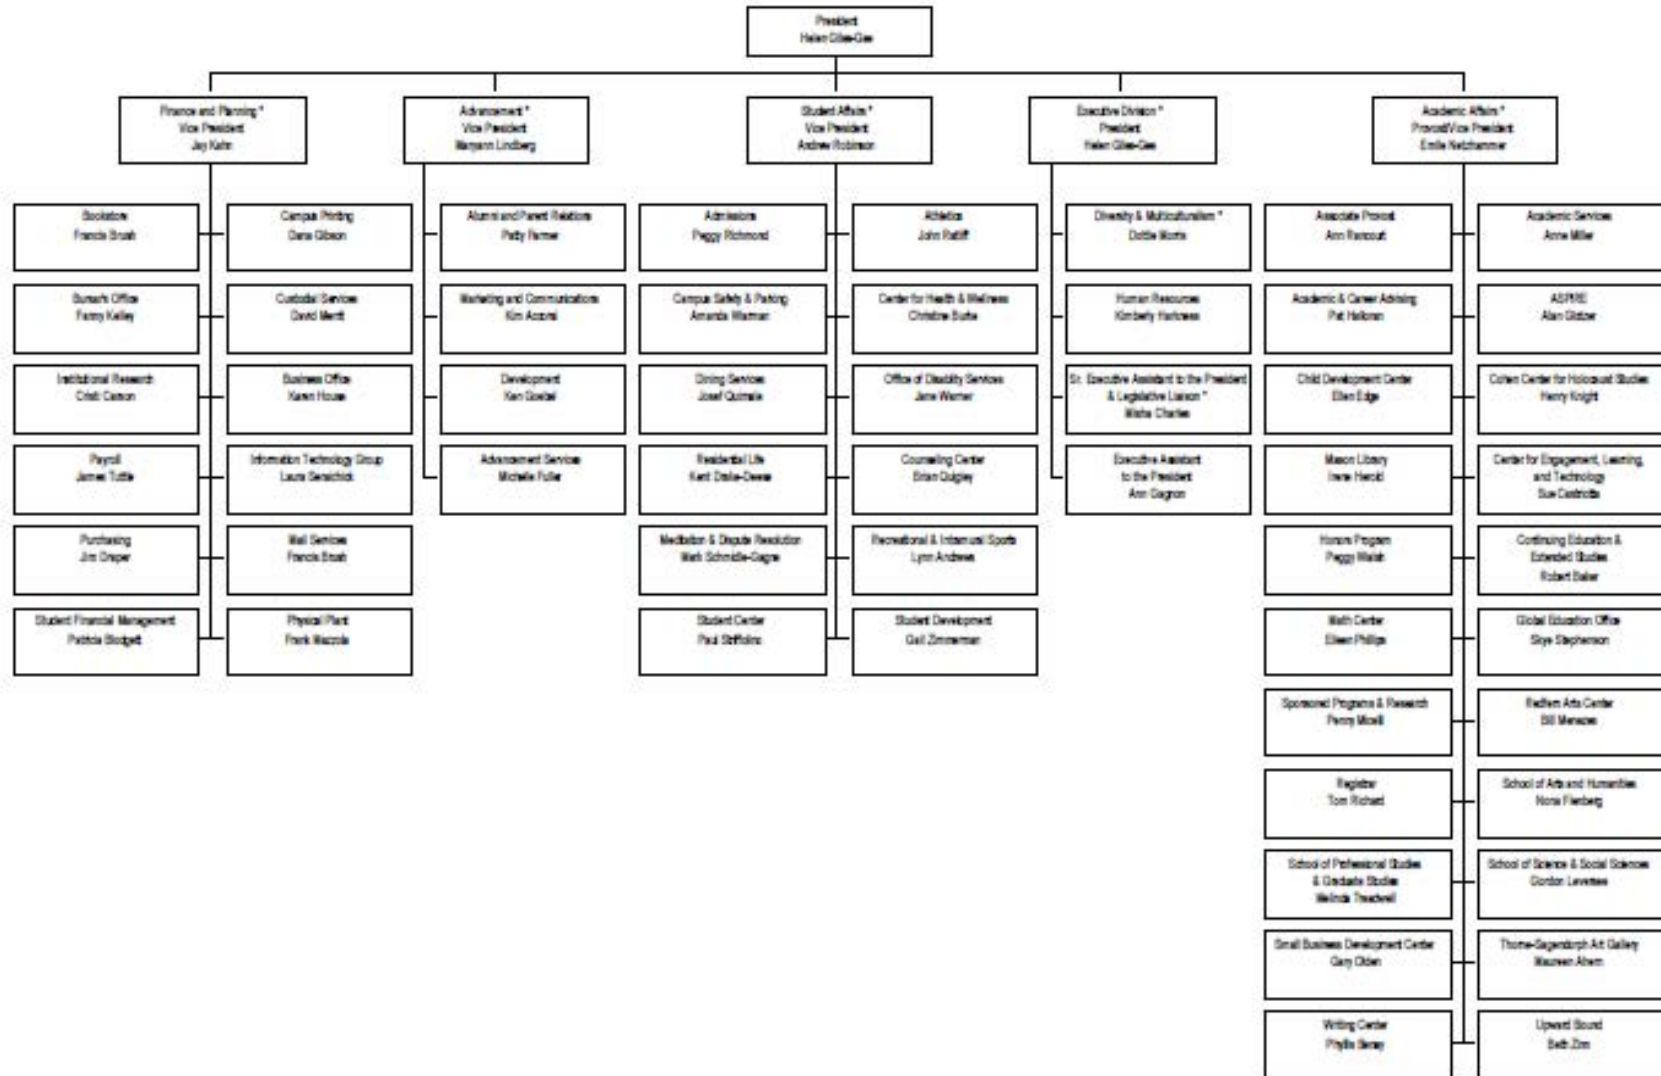 President
Helen Giles-Gee
Finance and Planning *
Vice President
Jay Kahn
Advancement *
Vice President
Maryann Lindberg
Student Affairs *
Vice President
Andrew Robinson
Executive Division *
President
Helen Giles-Gee
Academic Affairs *
Provost/Vice President
Emile Netzhammer
Bookstore
Francis Brush
Bursar's Office
Kelley
Institutional Research
Cristi Carson
Payroll
James Tuttle
Purchasing
Jim Draper
Student Financial Management
Patricia Blodgett
Campus Printing
Dana Gibson
Custodial Services
David Merritt
Business Office
Karen House
Information Technology Group
Laura Seraichick
Mail Services
Francis Brush
Physical Plant
Frank Mazzola
Alumni and Parent Relations
Patty Farmer
Marketing and Communications
Kim
Development
Ken Goebel
Advancement Services
Michelle Fuller
Admissions
Peggy Richmond
Campus Safety & Parking
Amanda Warman
Dining Services
Josef Quirinale
Residential Life
Kent Drake-Deese
Meditation & Dispute Resolution
Mark Schmidle-Gagne
Student Center
Paul Striffolino
Athletics
John Ratliff
Center for Health & Wellness
Christine Burke
Office of Disability Services
Jane Warner
Counseling Center
Brian Quigley
Recreational & Intramural Sports
Lynn Andrews
Student Development
Gail Zimmerman
Diversity & Multiculturalism *
Dottie Morris
Human Resources
Kimberly Harkness
Sr. Executive Assistant to the President
& Legislative Liaison *
Misha Charles
Executive Assistant
to the President
Ann Gagnon
Associate Provost
Ann Rancourt
Academic & Career Advising
Pat Halloran
Child Development Center
Ellen Edge
Mason Library
Irene Herold
Honors Program
Peggy Walsh
Math Center
Eileen Phillips
Sponsored Programs & Research
Penny Miceli
Registrar
Tom Richard
School of Professional Studies
& Graduate Studies
Melinda Treadwell
Small Business Development Center
Gary
Writing Center
Phyllis Benay
Academic Services
Anne Miller
ASPIRE
Alan Glotzer
Cohen Center for Holocaust Studies
Henry Knight
Center for Engagement, Learning,
and Technology
Sue Castriotta
Continuing Education &
Extended Studies
Robert Baker
Global Education Office
Skye Stephenson
Redfern Arts Center
Bill Menezes
School of Arts and Humanities
Nona Fienberg
School of Science & Social Sciences
Gordon Leversee
Thorne-Sagendorph Art Gallery
Maureen Ahern
Upward Bound
Beth Zinn